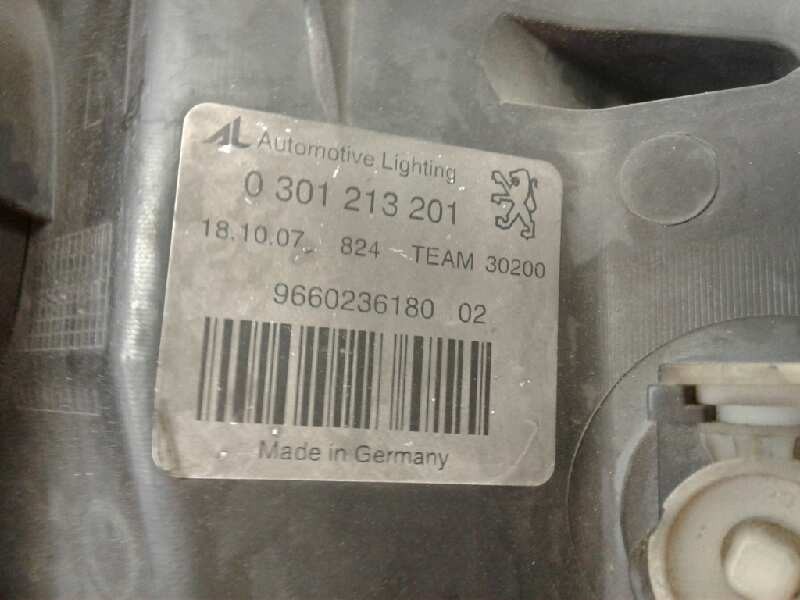 AL Automotive Lighting
0 301 213 201
18.10.07 824 TEAM 30200
9660236180 02
Made in Germany